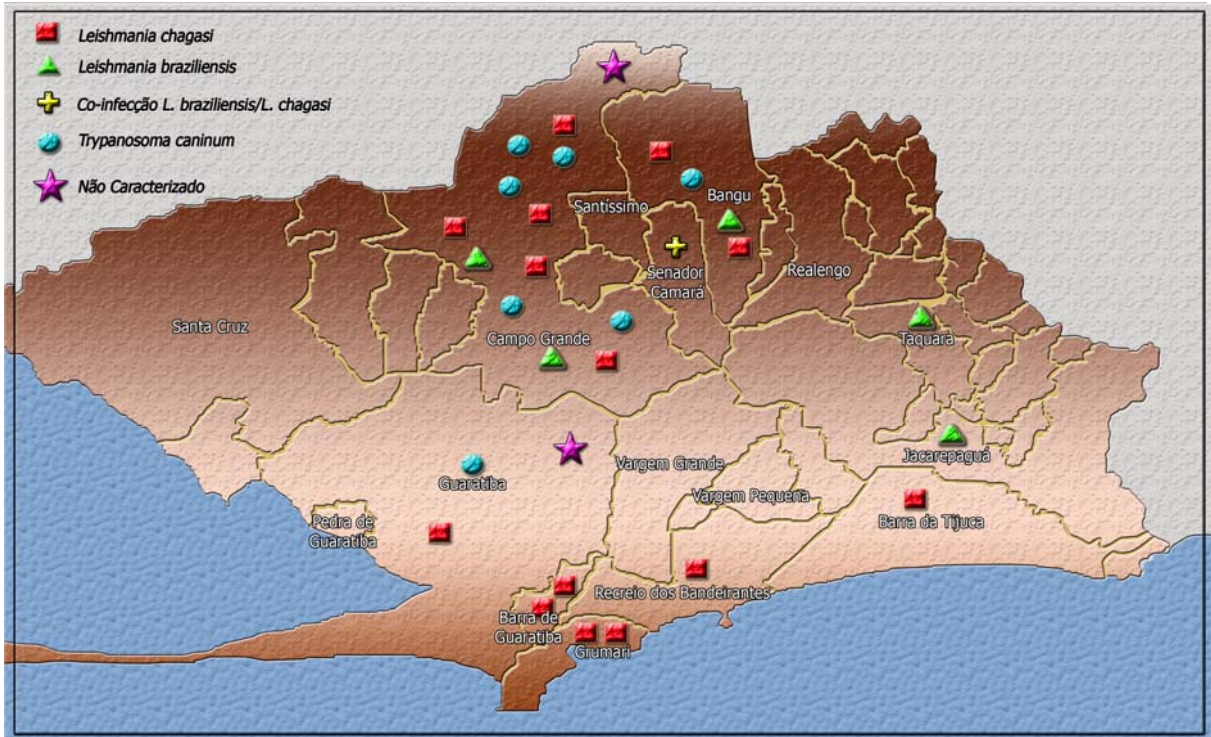 Leishmania chagasi
Leishmania braziliensis
Co-infecção L. braziliensis/L. chagasi
Trypanosoma caninum
Não Caracterizado
Bangu
Santíssimo
Senador
Camará
Realengo
Santa Cruz
Campo Grande
Taquara
Jacarepaguá
Vargem Grande
Guaratiba
Vargem Pequena
Pedra de
Guaratiba
Barra da Tijuca
Recreio dos Bandeirantes
Barra de
Guaratiba
Grumari